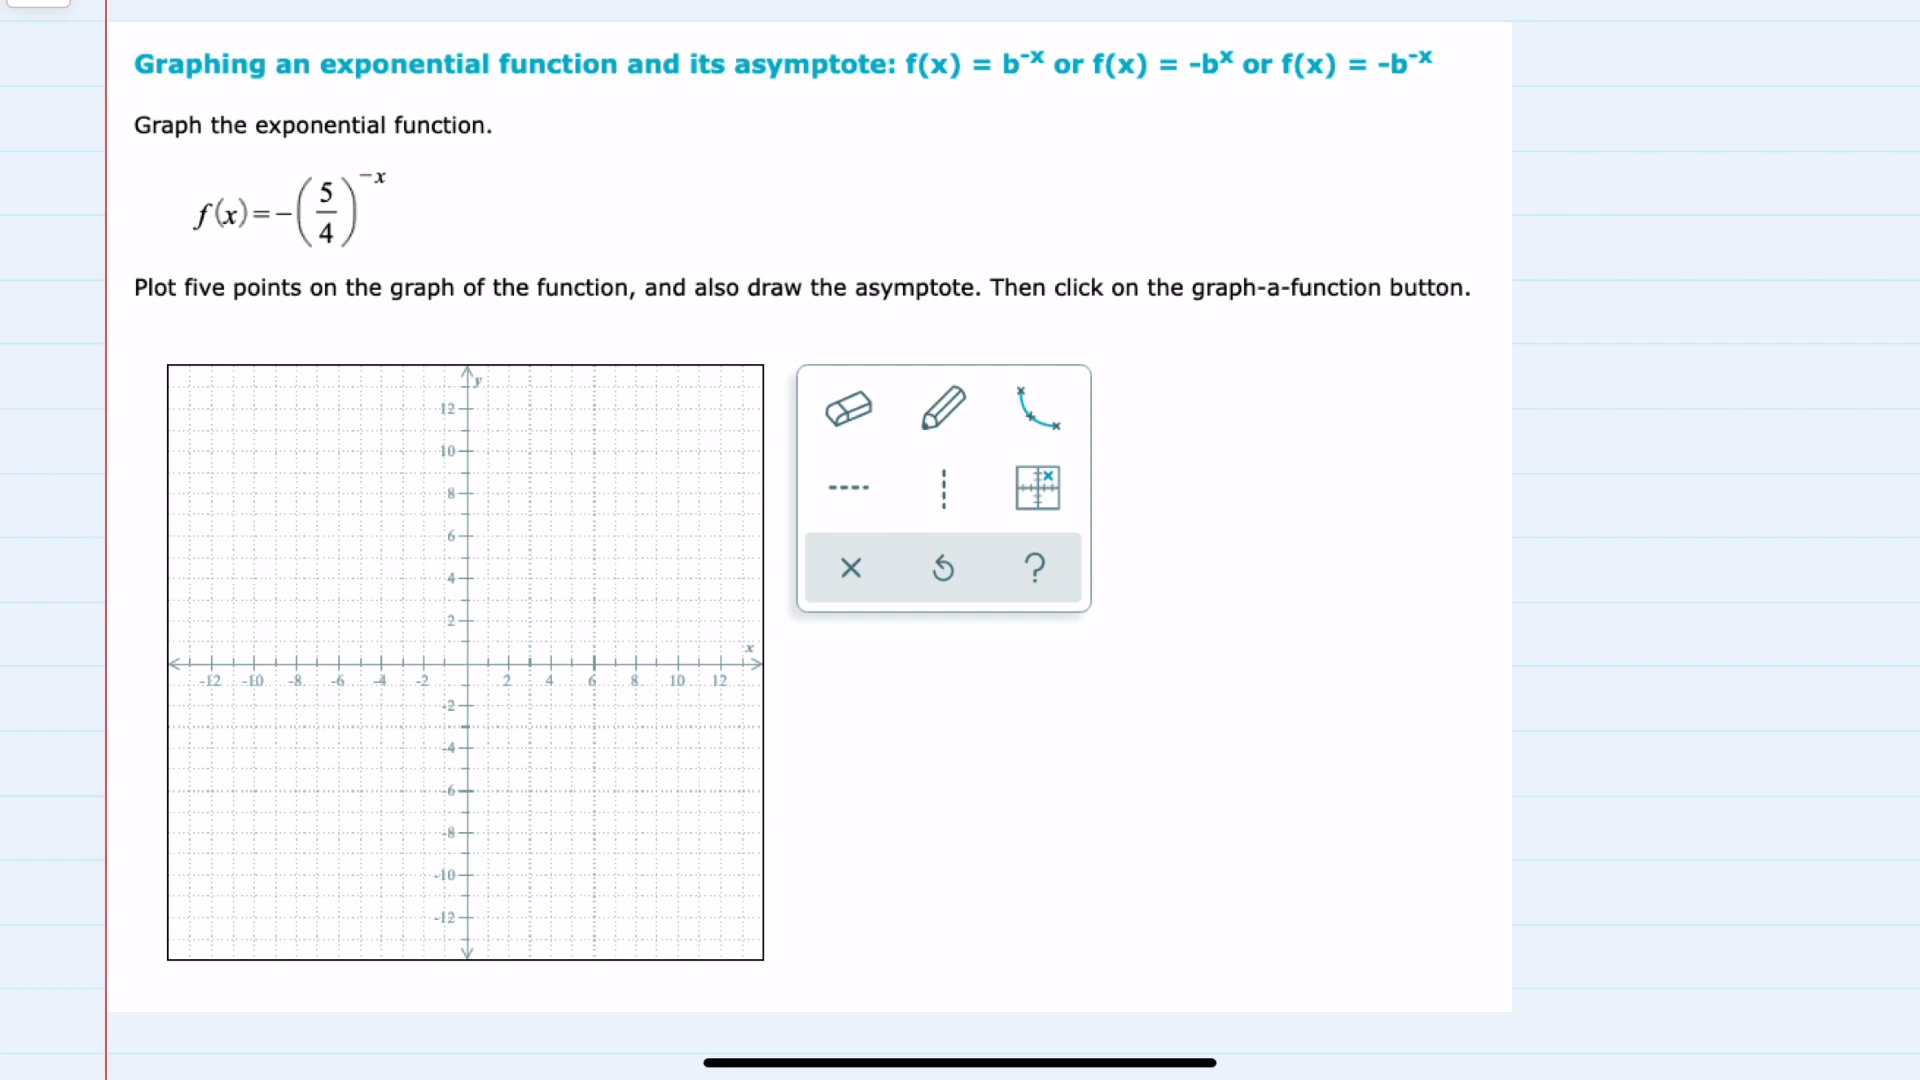 Graphing an exponential function and its asymptote: f(x) = b⁻ˣ or f(x) = -bˣ or f(x) = -b⁻ˣ
Graph the exponential function.
f(x)=-(5/4)^-x
Plot five points on the graph of the function, and also draw the asymptote. Then click on the graph-a-function button.
y
12
10
8
6
4
2
x
-12 -10 -8 -6 -4 -2 2 4 6 8 10 12
-2
-4
-6
-8
-10
-12
?